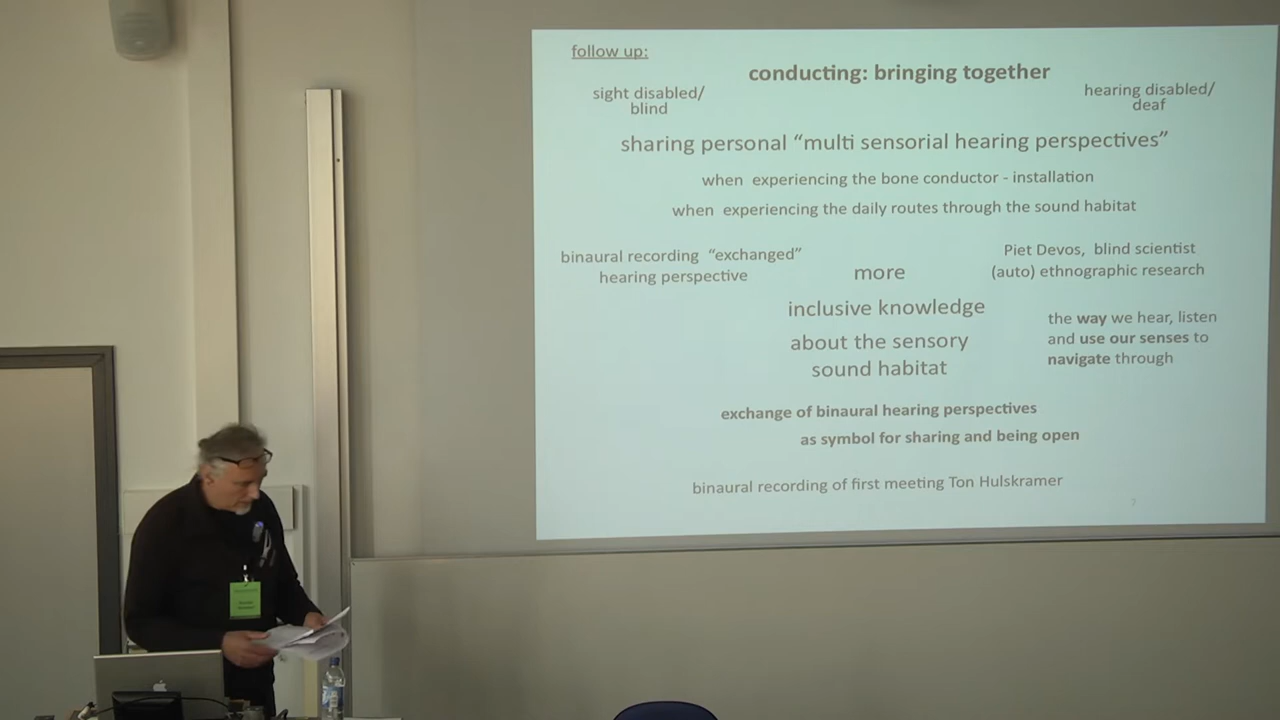 follow up:
conducting: bringing together
sight disabled/
blind
hearing disabled/
deaf
sharing personal “multi sensorial hearing perspectives”
when experiencing the bone conductor - installation
when experiencing the daily routes through the sound habitat
binaural recording “exchanged”
hearing perspective
Piet Devos, blind scientist
(auto) ethnographic research
more
inclusive knowledge
about the sensory
sound habitat
the way we hear, listen
and use our senses to
navigate through
exchange of binaural hearing perspectives
as symbol for sharing and being open
binaural recording of first meeting Ton Hulskramer